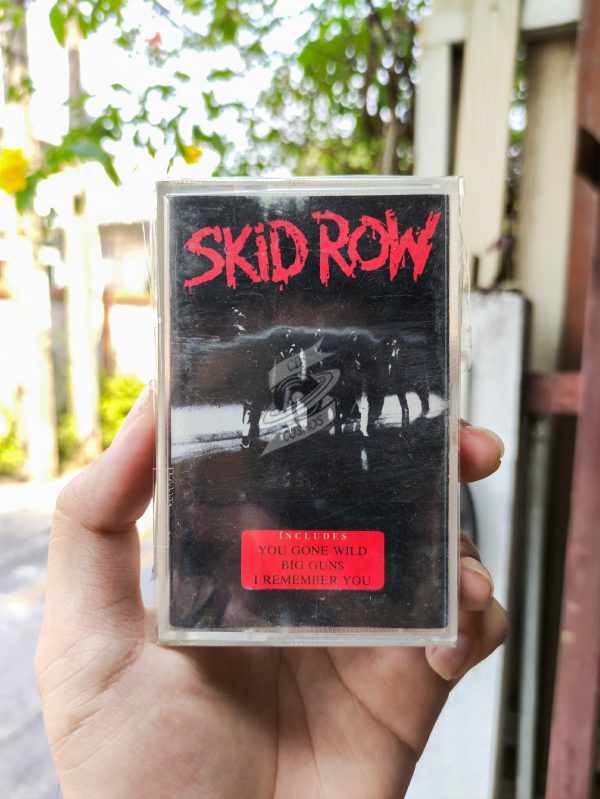 SKiD ROW
INCLUDES
YOU GONE WILD
BIG GUNS
I REMEMBER YOU